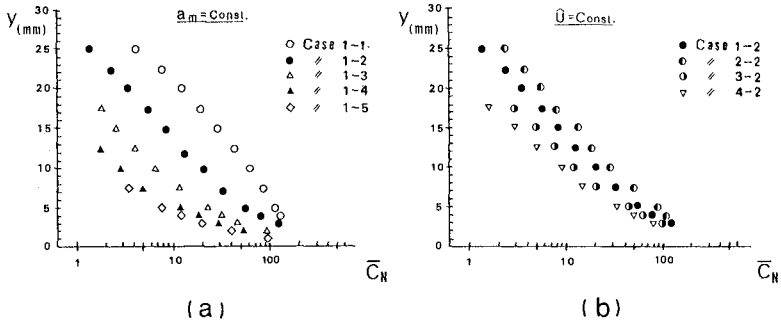 y(mm)
a_m=Const.
30
25
20
15
10
5
0
1
10
100
C̅_N
○ Case 1-1
● 〃 1-2
△ 〃 1-3
▲ 〃 1-4
◇ 〃 1-5
(a)
y(mm)
Û=Const.
30
25
20
15
10
5
0
1
10
100
C̅_N
● Case 1-2
◑ 〃 2-2
◑ 〃 3-2
▽ 〃 4-2
(b)